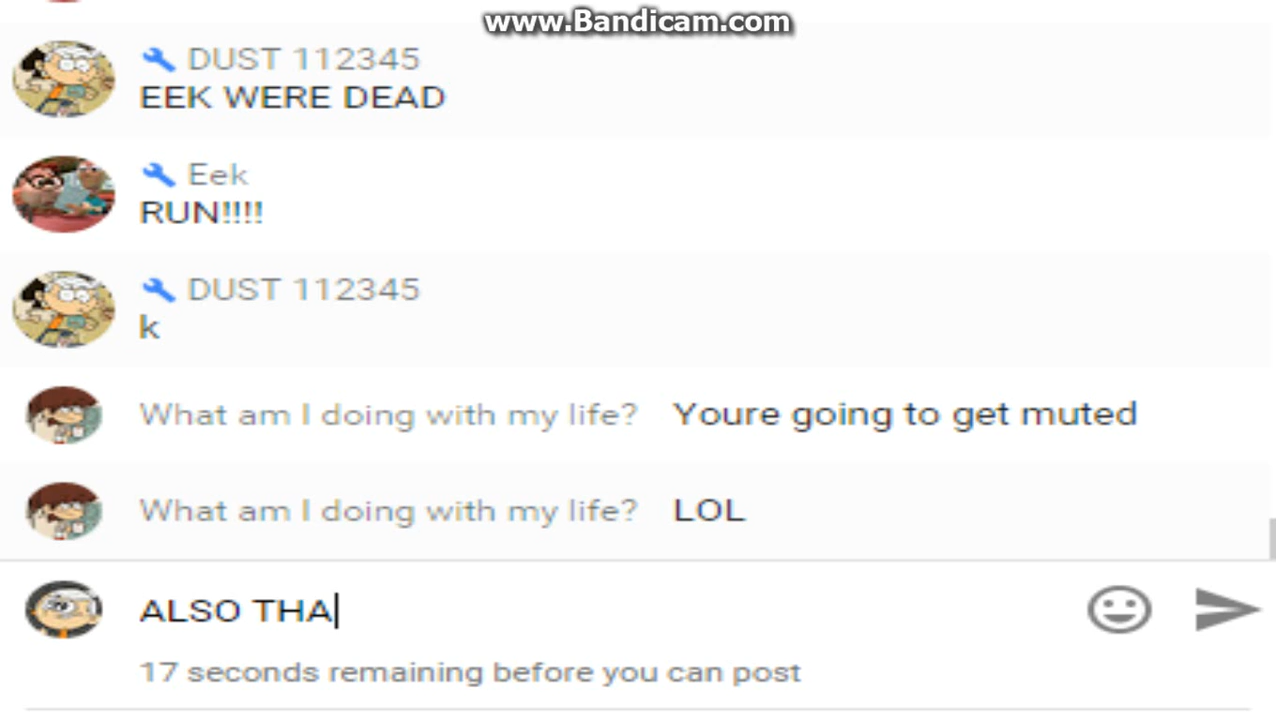 www.Bandicam.com
DUST 112345
EEK WERE DEAD
Eek
RUN!!!!
DUST 112345
k
What am I doing with my life? Youre going to get muted
What am I doing with my life? LOL
ALSO THA
17 seconds remaining before you can post